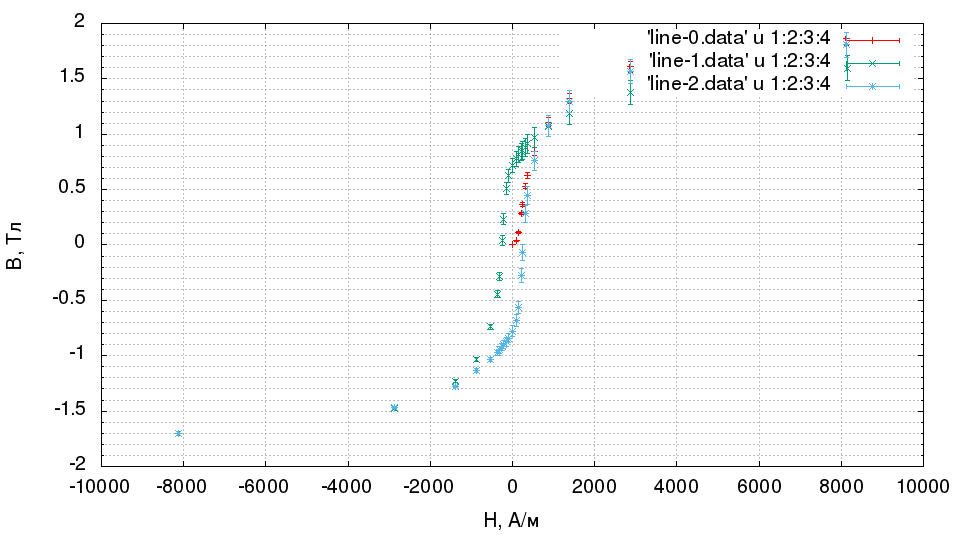 2
1.5
1
0.5
0
-0.5
-1
-1.5
-2
B, Тл
'line-0.data' u 1:2:3:4
'line-1.data' u 1:2:3:4
'line-2.data' u 1:2:3:4
-10000 -8000 -6000 -4000 -2000 0 2000 4000 6000 8000 10000
H, А/м